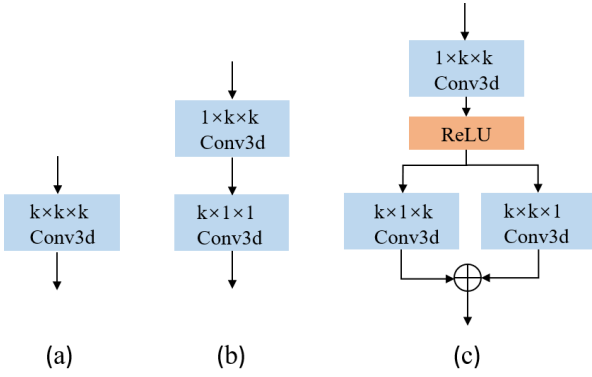 k×k×k
Conv3d
(a)
1×k×k
Conv3d
k×1×1
Conv3d
(b)
1×k×k
Conv3d
ReLU
k×1×k
Conv3d
k×k×1
Conv3d
(c)